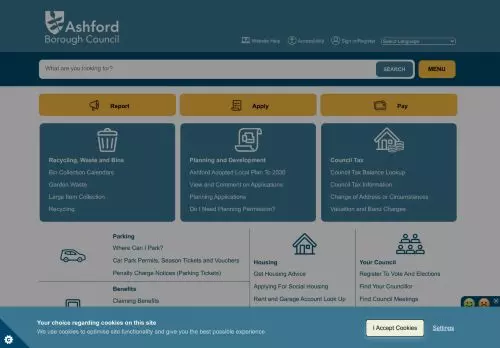 Ashford
Borough Council
Website Help
Accessibility
Sign in/Register
Select Language
What are you looking for?
SEARCH
MENU
Report
Apply
Pay
Recycling, Waste and Bins
Bin Collection Calendars
Garden Waste
Large Item Collection
Recycling
Planning and Development
Ashford Adopted Local Plan To 2030
View and Comment on Applications
Planning Applications
Do I Need Planning Permission?
Council Tax
Council Tax Balance Lookup
Council Tax Information
Change of Address or Circumstances
Valuation and Band Charges
Parking
Where Can I Park?
Car Park Permits, Season Tickets and Vouchers
Penalty Charge Notices (Parking Tickets)
Benefits
Claiming Benefits
Housing
Get Housing Advice
Applying For Social Housing
Rent and Garage Account Look Up
Your Council
Register To Vote And Elections
Find Your Councillor
Find Council Meetings
Your choice regarding cookies on this site
We use cookies to optimise site functionality and give you the best possible experience
I Accept Cookies
Settings